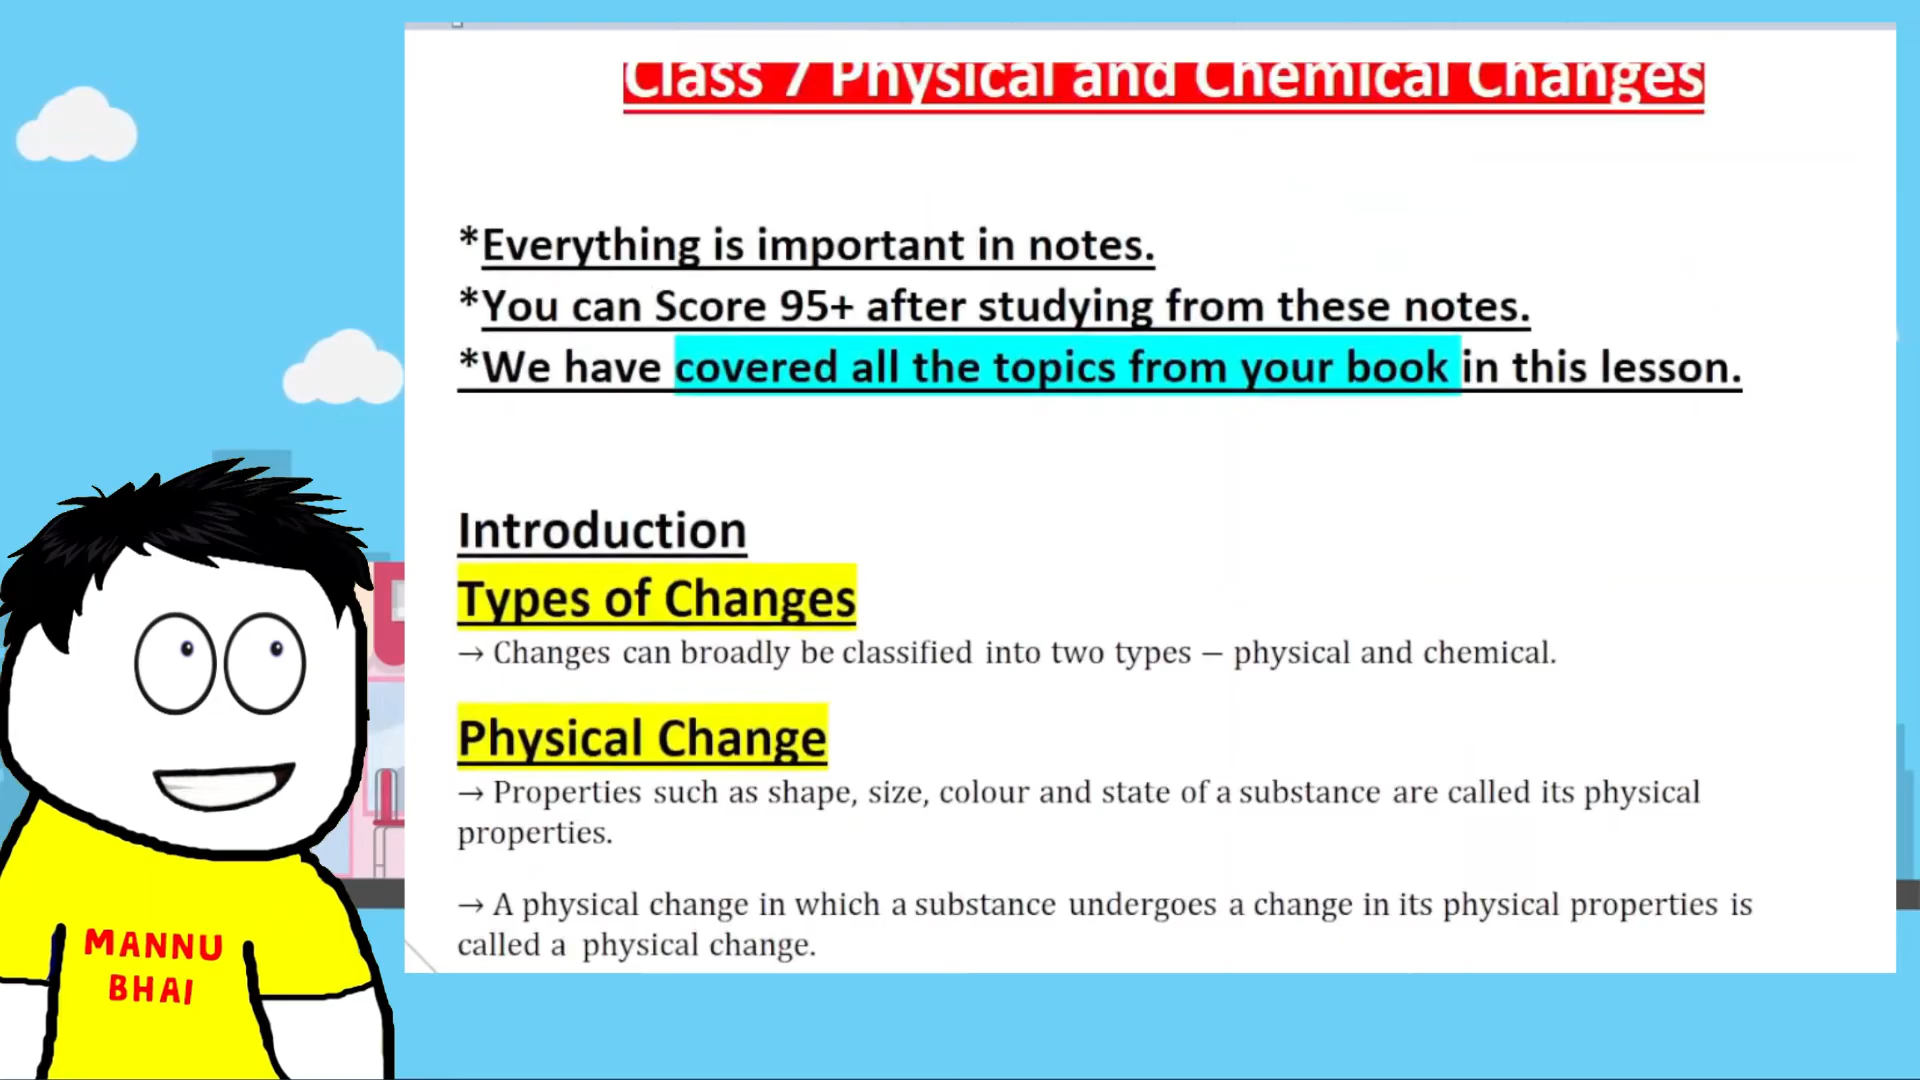 Class 7 Physical and Chemical Changes
*Everything is important in notes.
*You can Score 95+ after studying from these notes.
*We have covered all the topics from your book in this lesson.
Introduction
Types of Changes
→ Changes can broadly be classified into two types – physical and chemical.
Physical Change
→ Properties such as shape, size, colour and state of a substance are called its physical
properties.
→ A physical change in which a substance undergoes a change in its physical properties is
called a physical change.
MANNU
BHAI